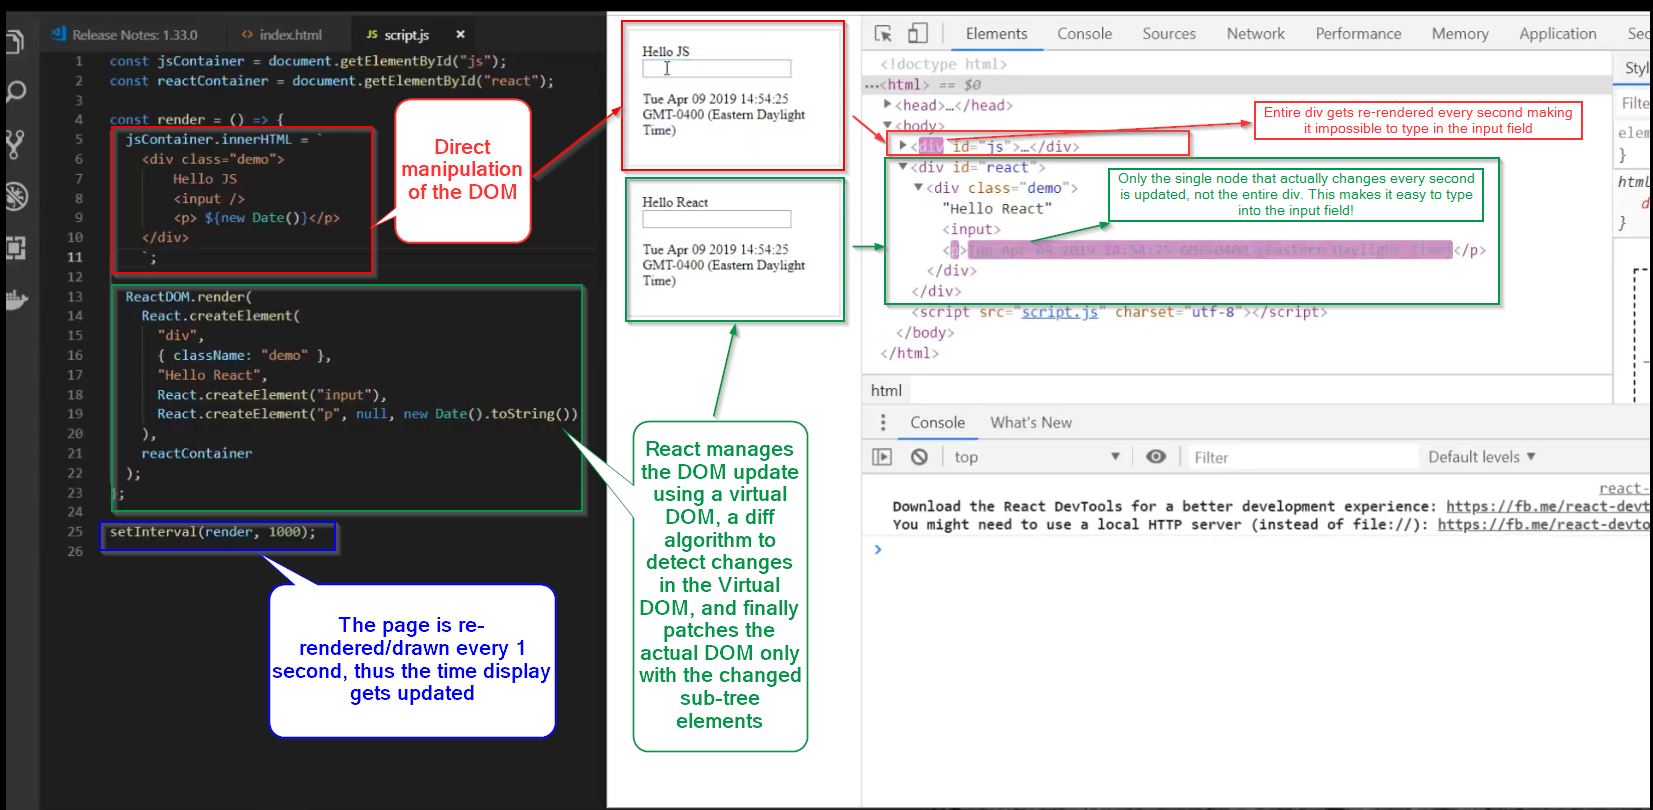 Release Notes: 1.33.0
index.html
JS script.js ×
1 const jsContainer = document.getElementById("js");
2 const reactContainer = document.getElementById("react");
3
4 const render = () => {
5 jsContainer.innerHTML = `
6 <div class="demo">
7 Hello JS
8 <input />
9 <p> ${new Date()}</p>
10 </div>
11 `;
12
13 ReactDOM.render(
14 React.createElement(
15 "div",
16 { className: "demo" },
17 "Hello React",
18 React.createElement("input"),
19 React.createElement("p", null, new Date().toString())
20 ),
21 reactContainer
22 );
23 };
24
25 setInterval(render, 1000);
26
Direct
manipulation
of the DOM
The page is re-
rendered/drawn every 1
second, thus the time display
gets updated
Hello JS
Tue Apr 09 2019 14:54:25
GMT-0400 (Eastern Daylight
Time)
Hello React
Tue Apr 09 2019 14:54:25
GMT-0400 (Eastern Daylight
Time)
React manages
the DOM update
using a virtual
DOM, a diff
algorithm to
detect changes
in the Virtual
DOM, and finally
patches the
actual DOM only
with the changed
sub-tree
elements
Elements Console Sources Network Performance Memory Application Sec
<!doctype html>
…<html> == $0
<head>…</head>
<body>
<div id="js">…</div>
<div id="react">
<div class="demo">
"Hello React"
<input>
<p>Tue Apr 09 2019 14:54:25 GMT-0400 (Eastern Daylight Time)</p>
</div>
</div>
<script src="script.js" charset="utf-8"></script>
</body>
</html>
Entire div gets re-rendered every second making
it impossible to type in the input field
Only the single node that actually changes every second
is updated, not the entire div. This makes it easy to type
into the input field!
Styl
Filte
elem
}
html
d
}
html
Console What's New
top Filter Default levels
react-
Download the React DevTools for a better development experience: https://fb.me/react-devt
You might need to use a local HTTP server (instead of file://): https://fb.me/react-devto